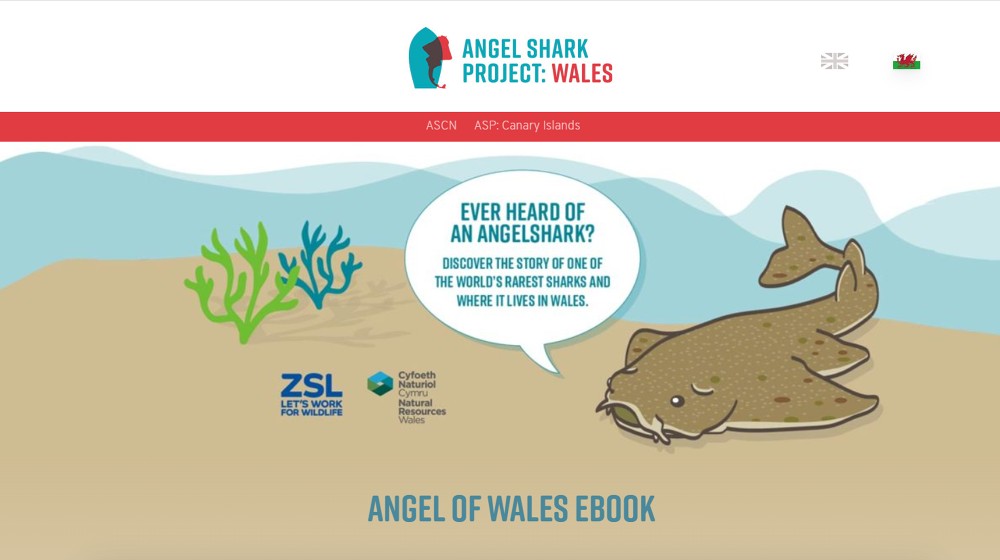 ANGEL SHARK
PROJECT: WALES
ASCN ASP: Canary Islands
EVER HEARD OF
AN ANGELSHARK?
DISCOVER THE STORY OF ONE OF
THE WORLD'S RAREST SHARKS AND
WHERE IT LIVES IN WALES.
ZSL
LET'S WORK
FOR WILDLIFE
Cyfoeth
Naturiol
Cymru
Natural
Resources
Wales
ANGEL OF WALES EBOOK